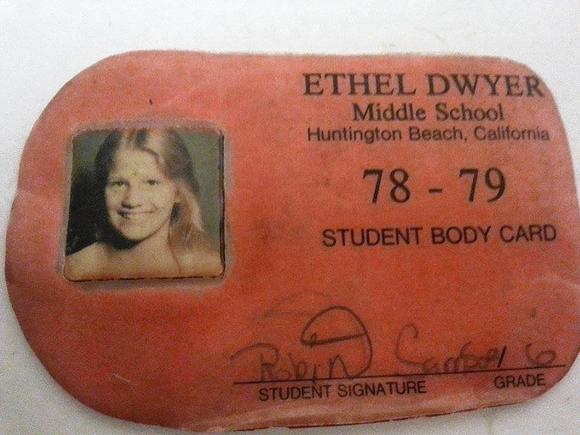 ETHEL DWYER
Middle School
Huntington Beach, California
78 - 79
STUDENT BODY CARD
Robin 6
STUDENT SIGNATURE GRADE